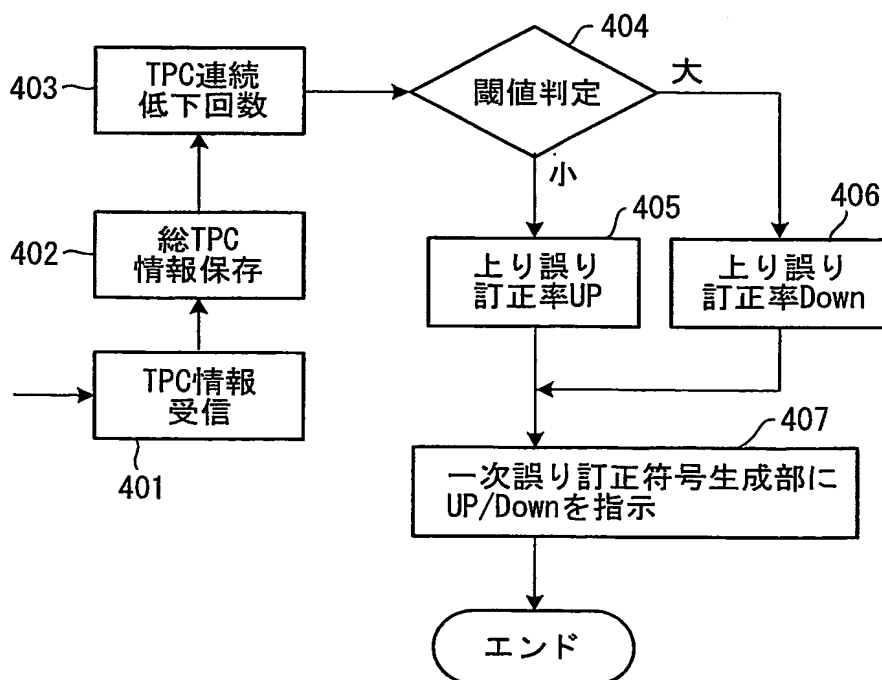 404
403
TPC連続
低下回数
閾値判定
大
小
402
総TPC
情報保存
405
上り誤り
訂正率UP
406
上り誤り
訂正率Down
TPC情報
受信
401
407
一次誤り訂正符号生成部に
UP/Downを指示
エンド